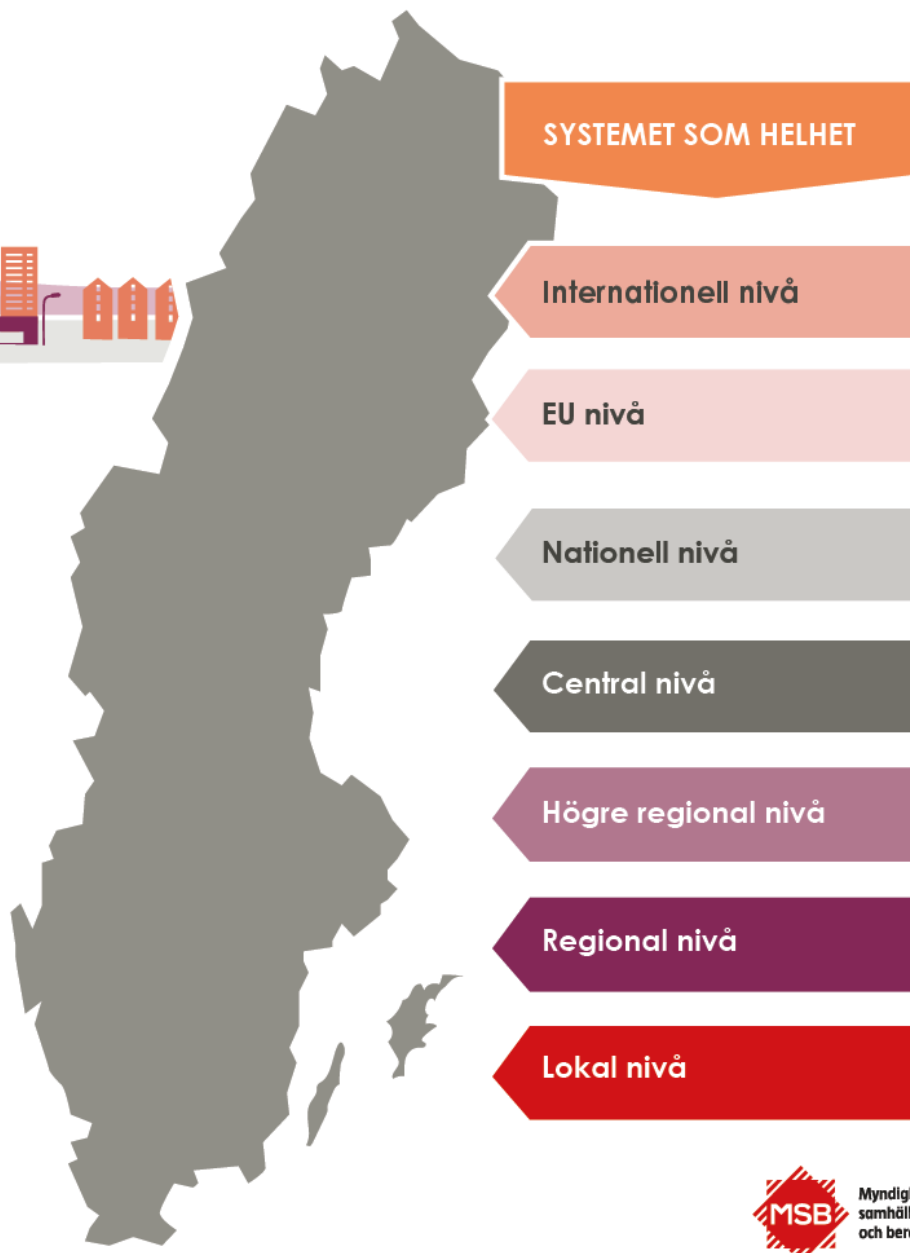 SYSTEMET SOM HELHET
Internationell nivå
EU nivå
Nationell nivå
Central nivå
Högre regional nivå
Regional nivå
Lokal nivå
MSB
och